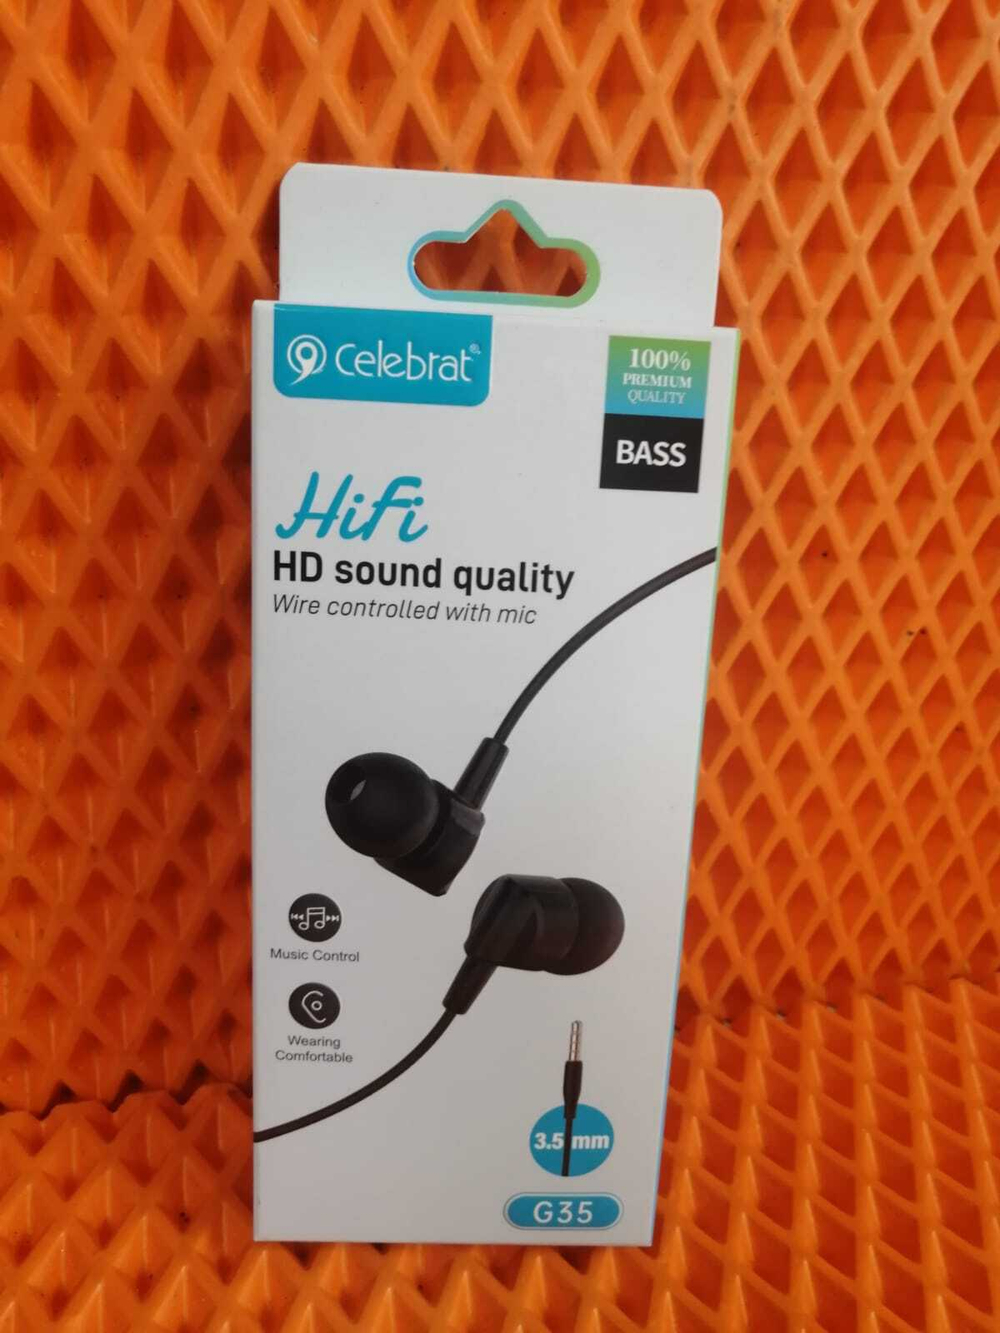 Celebrat®
100%
PREMIUM
QUALITY
BASS
HiFi
HD sound quality
Wire controlled with mic
Music Control
Wearing
Comfortable
3.5 mm
G35